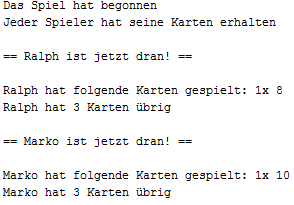 Das Spiel hat begonnen
Jeder Spieler hat seine Karten erhalten
== Ralph ist jetzt dran! ==
Ralph hat folgende Karten gespielt: 1x 8
Ralph hat 3 Karten übrig
== Marko ist jetzt dran! ==
Marko hat folgende Karten gespielt: 1x 10
Marko hat 3 Karten übrig